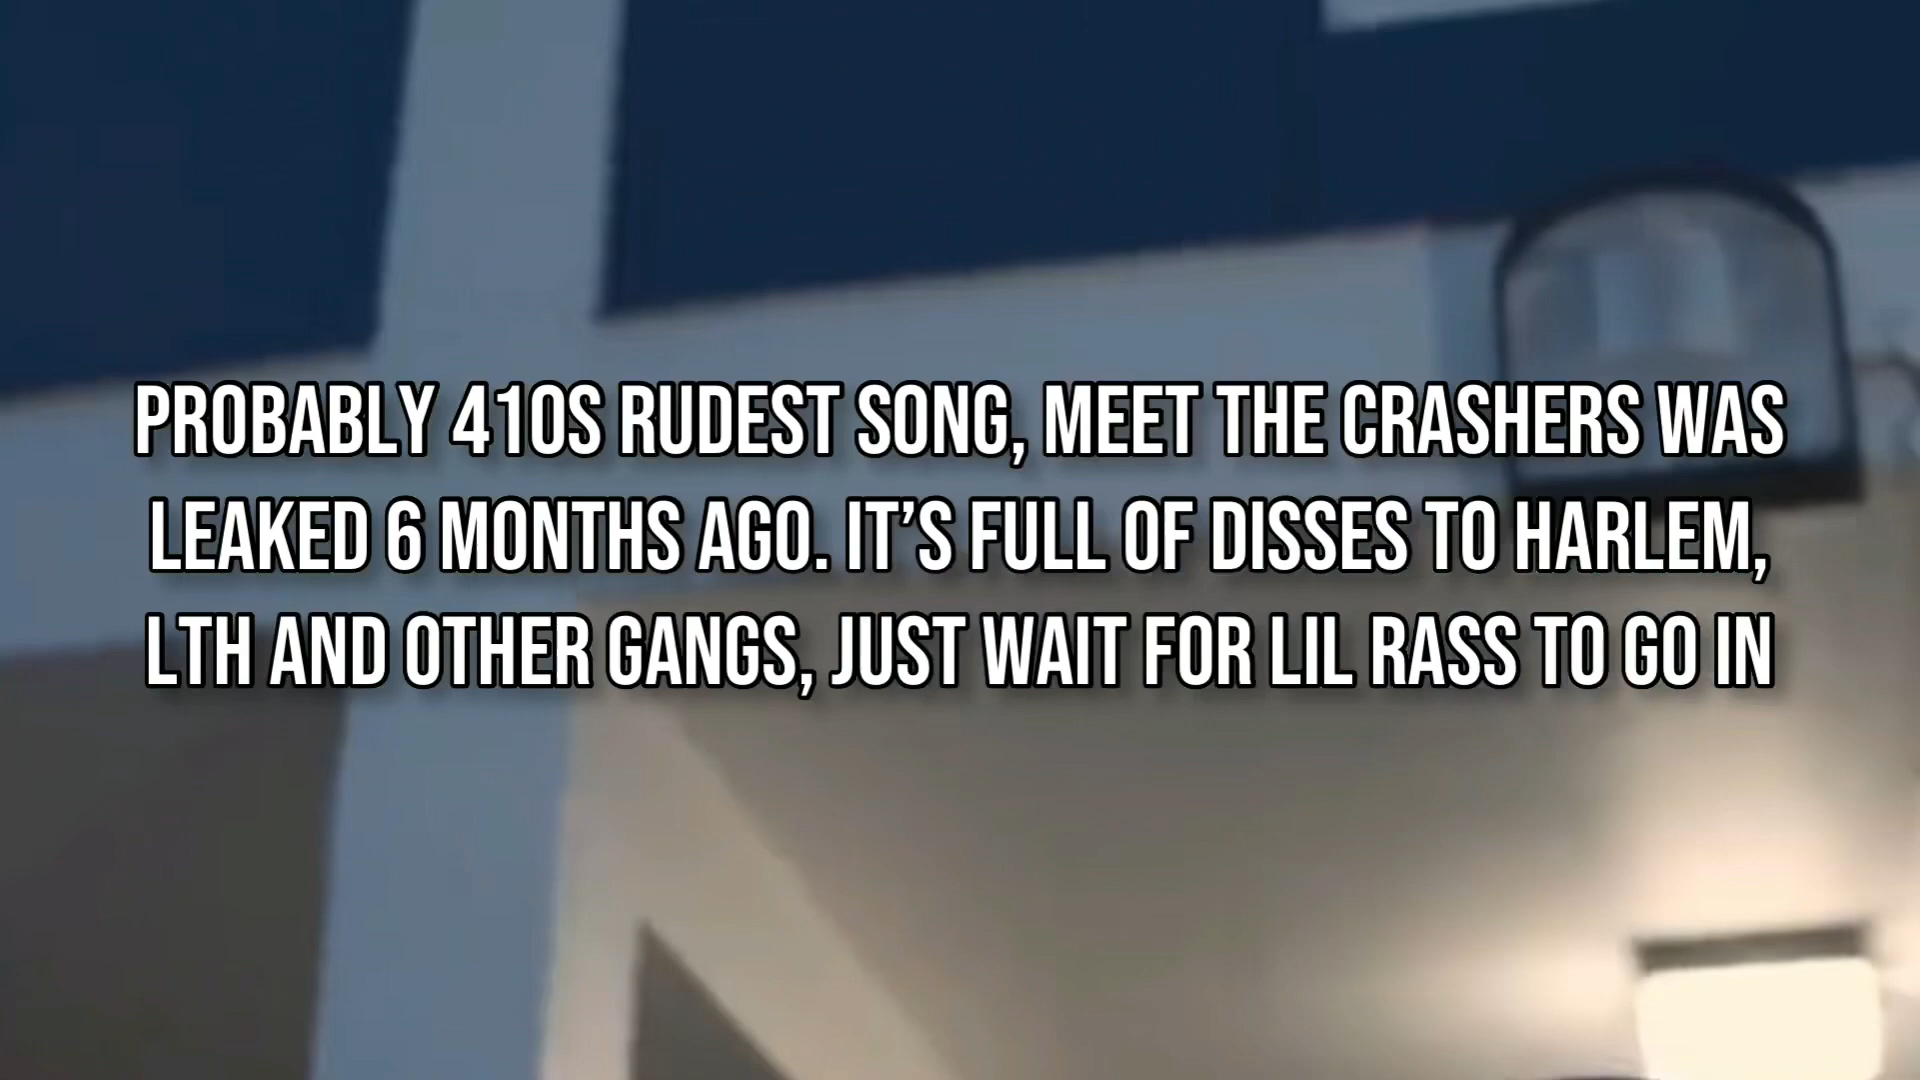 PROBABLY 410S RUDEST SONG, MEET THE CRASHERS WAS
LEAKED 6 MONTHS AGO. IT’S FULL OF DISSES TO HARLEM,
LTH AND OTHER GANGS, JUST WAIT FOR LIL RASS TO GO IN